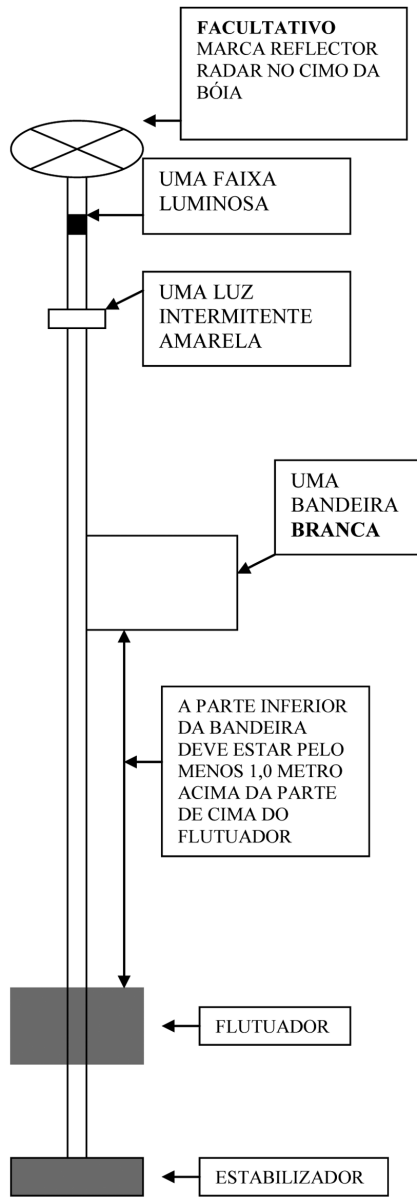 FACULTATIVO
MARCA REFLECTOR
RADAR NO CIMO DA
BÓIA
UMA FAIXA
LUMINOSA
UMA LUZ
INTERMITENTE
AMARELA
UMA
BANDEIRA
BRANCA
A PARTE INFERIOR
DA BANDEIRA
DEVE ESTAR PELO
MENOS 1,0 METRO
ACIMA DA PARTE
DE CIMA DO
FLUTUADOR
FLUTUADOR
ESTABILIZADOR